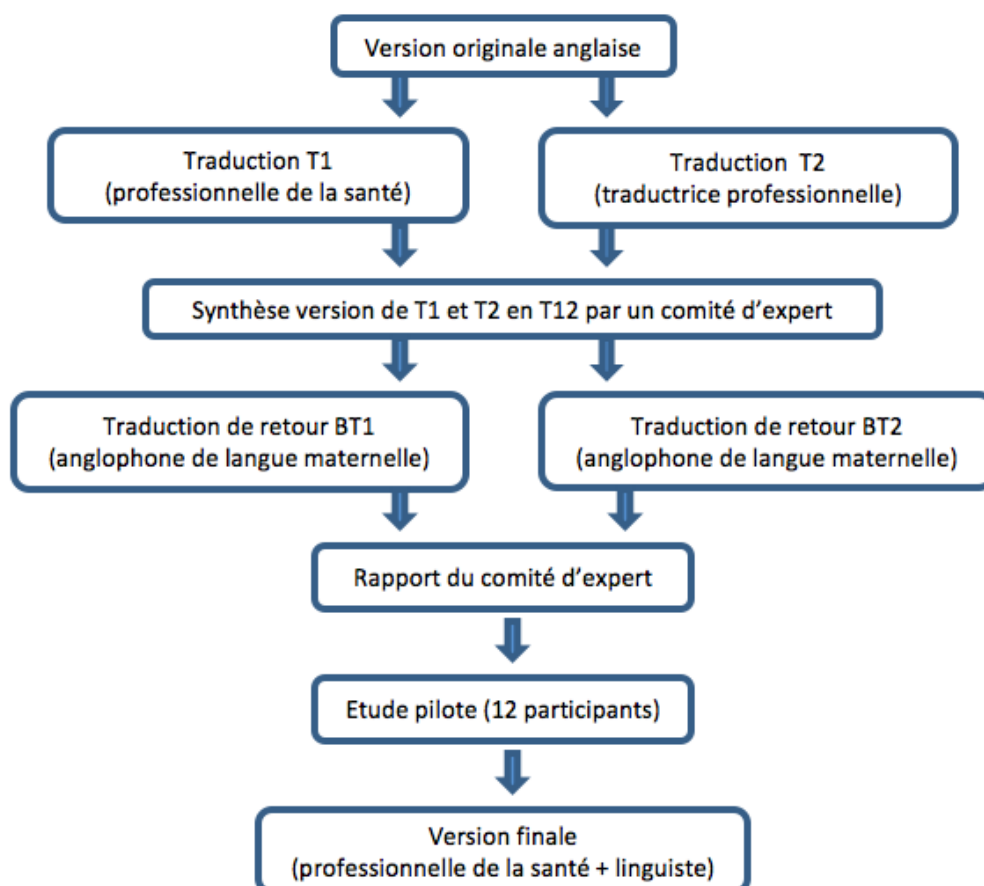 Version originale anglaise
Traduction T1
(professionnelle de la santé)
Traduction T2
(traductrice professionnelle)
Synthèse version de T1 et T2 en T12 par un comité d’expert
Traduction de retour BT1
(anglophone de langue maternelle)
Traduction de retour BT2
(anglophone de langue maternelle)
Rapport du comité d’expert
Etude pilote (12 participants)
Version finale
(professionnelle de la santé + linguiste)